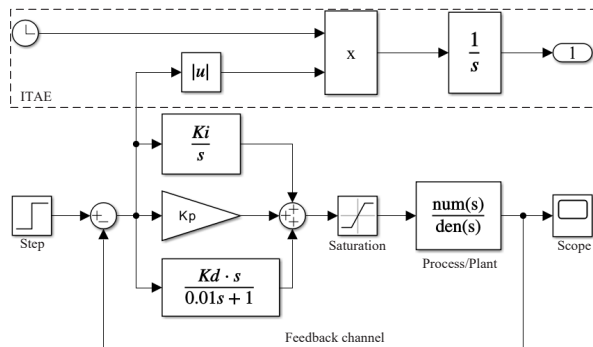 x
1
s
1
|u|
ITAE
Ki
s
+
−
Kp
+
+
+
num(s)
den(s)
Step
Saturation
Process/Plant
Scope
Kd · s
0.01s + 1
Feedback channel